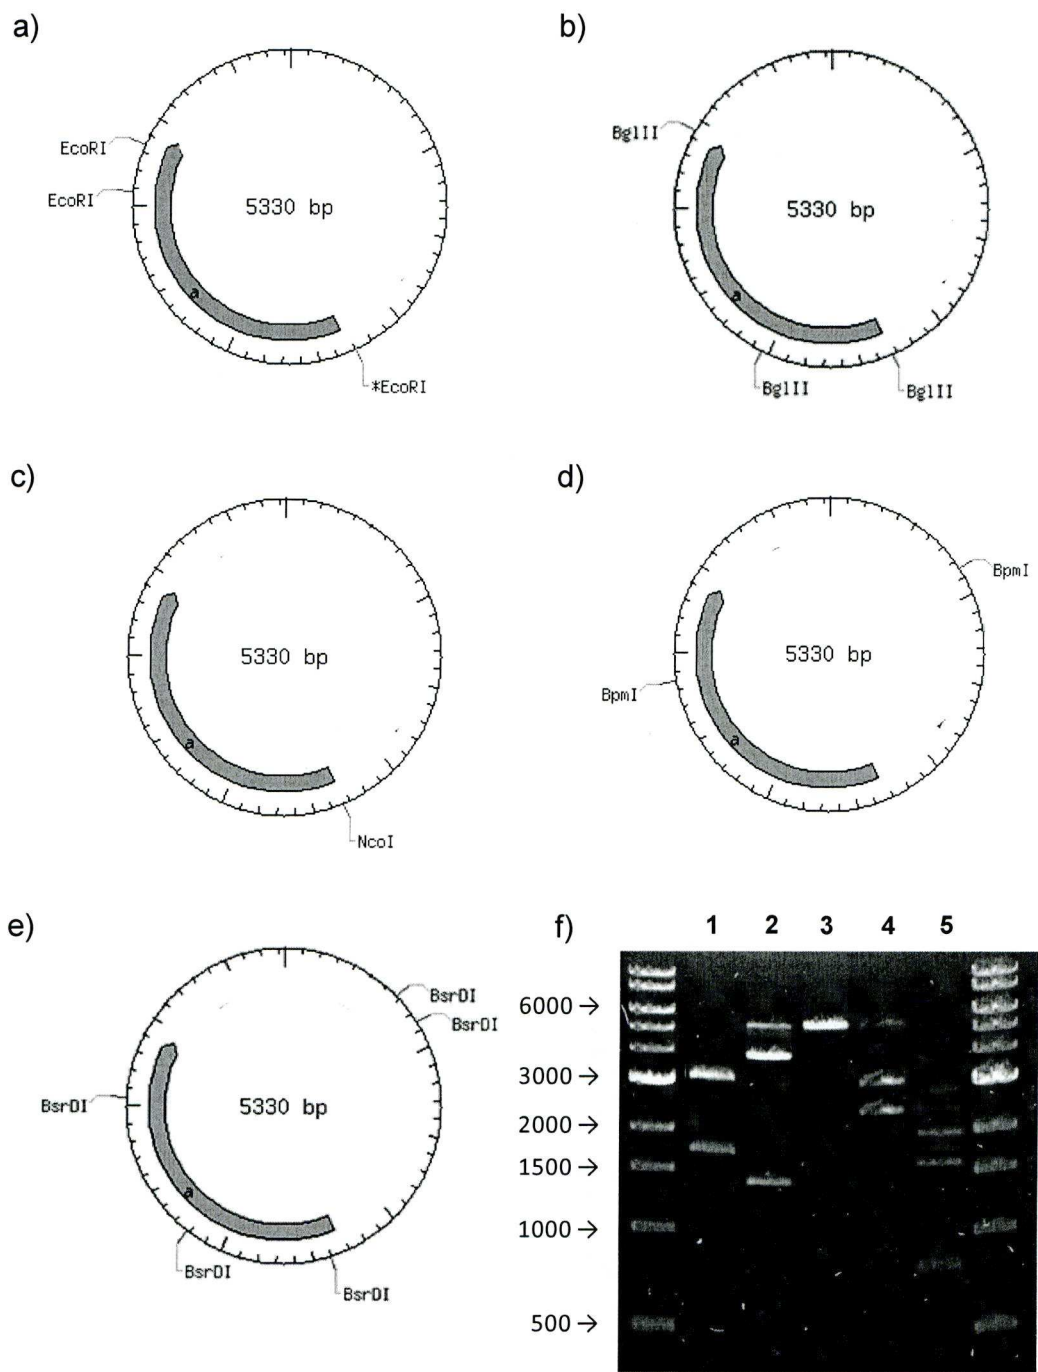 a)
b)
EcoRI
EcoRI
5330 bp
a
*EcoRI
BglII
5330 bp
a
BglII
BglII
c)
d)
5330 bp
a
NcoI
BpmI
5330 bp
BpmI
a
e)
f)
BsrDI
BsrDI
BsrDI
5330 bp
a
BsrDI
BsrDI
1 2 3 4 5
6000 →
3000 →
2000 →
1500 →
1000 →
500 →